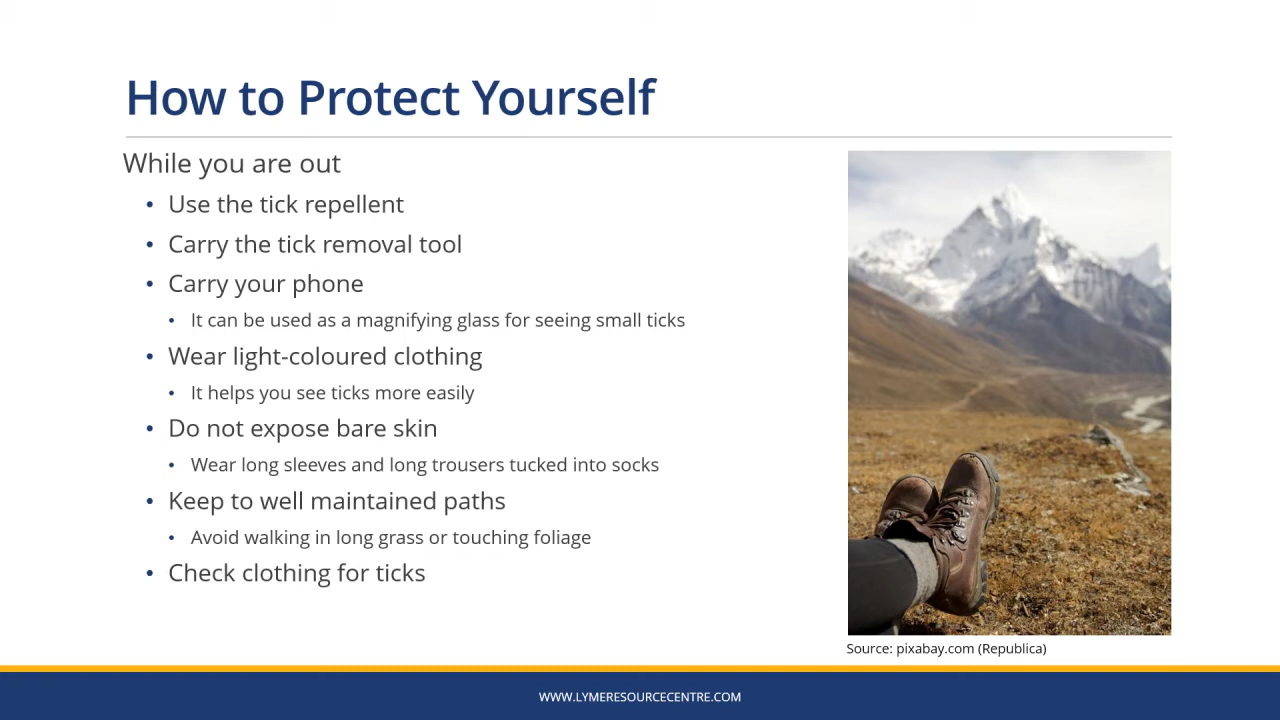 How to Protect Yourself
While you are out
• Use the tick repellent
• Carry the tick removal tool
• Carry your phone
• It can be used as a magnifying glass for seeing small ticks
• Wear light-coloured clothing
• It helps you see ticks more easily
• Do not expose bare skin
• Wear long sleeves and long trousers tucked into socks
• Keep to well maintained paths
• Avoid walking in long grass or touching foliage
• Check clothing for ticks
Source: pixabay.com (Republica)
WWW.LYMERESOURCECENTRE.COM